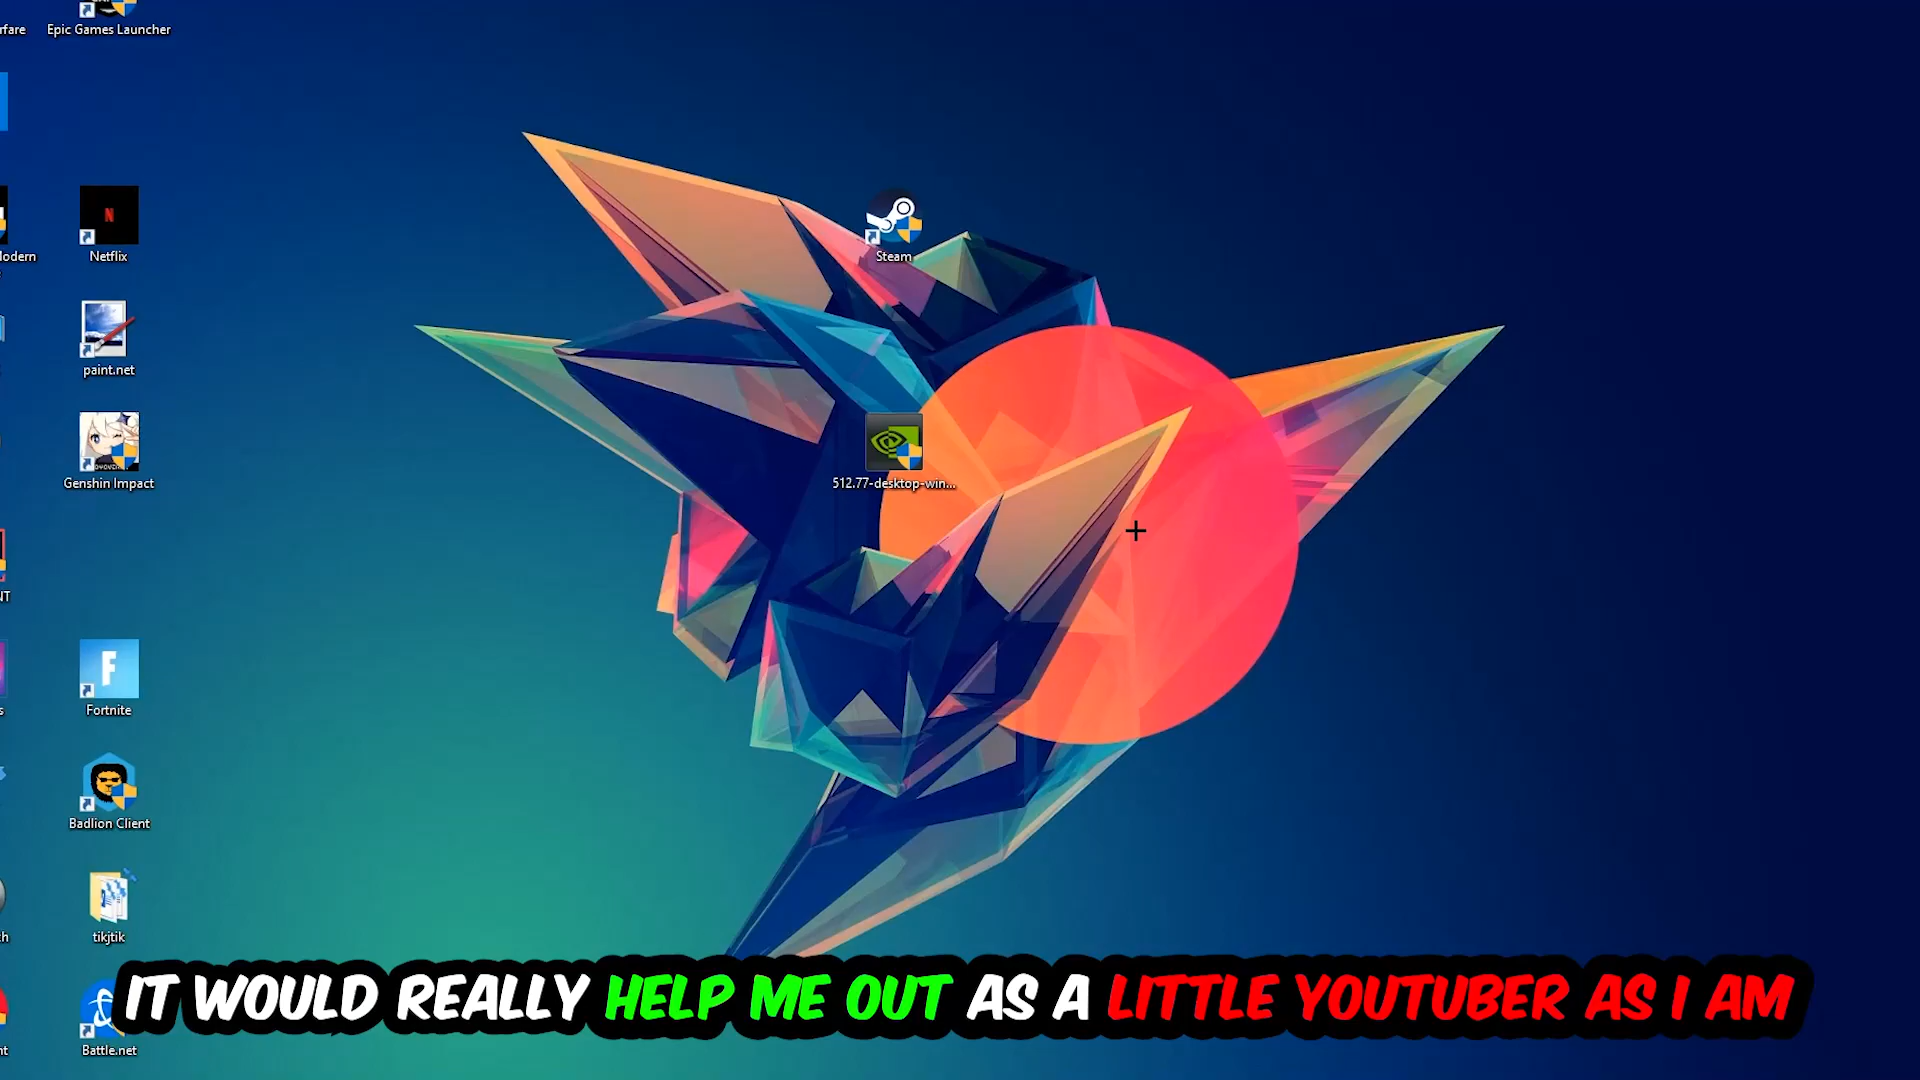 rfare
Epic Games Launcher
Netflix
Steam
paint.net
512.77-desktop-win...
Genshin Impact
F
Fortnite
Badlion Client
tikjtik
IT WOULD REALLY HELP ME OUT AS A LITTLE YOUTUBER AS I AM
Battle.net